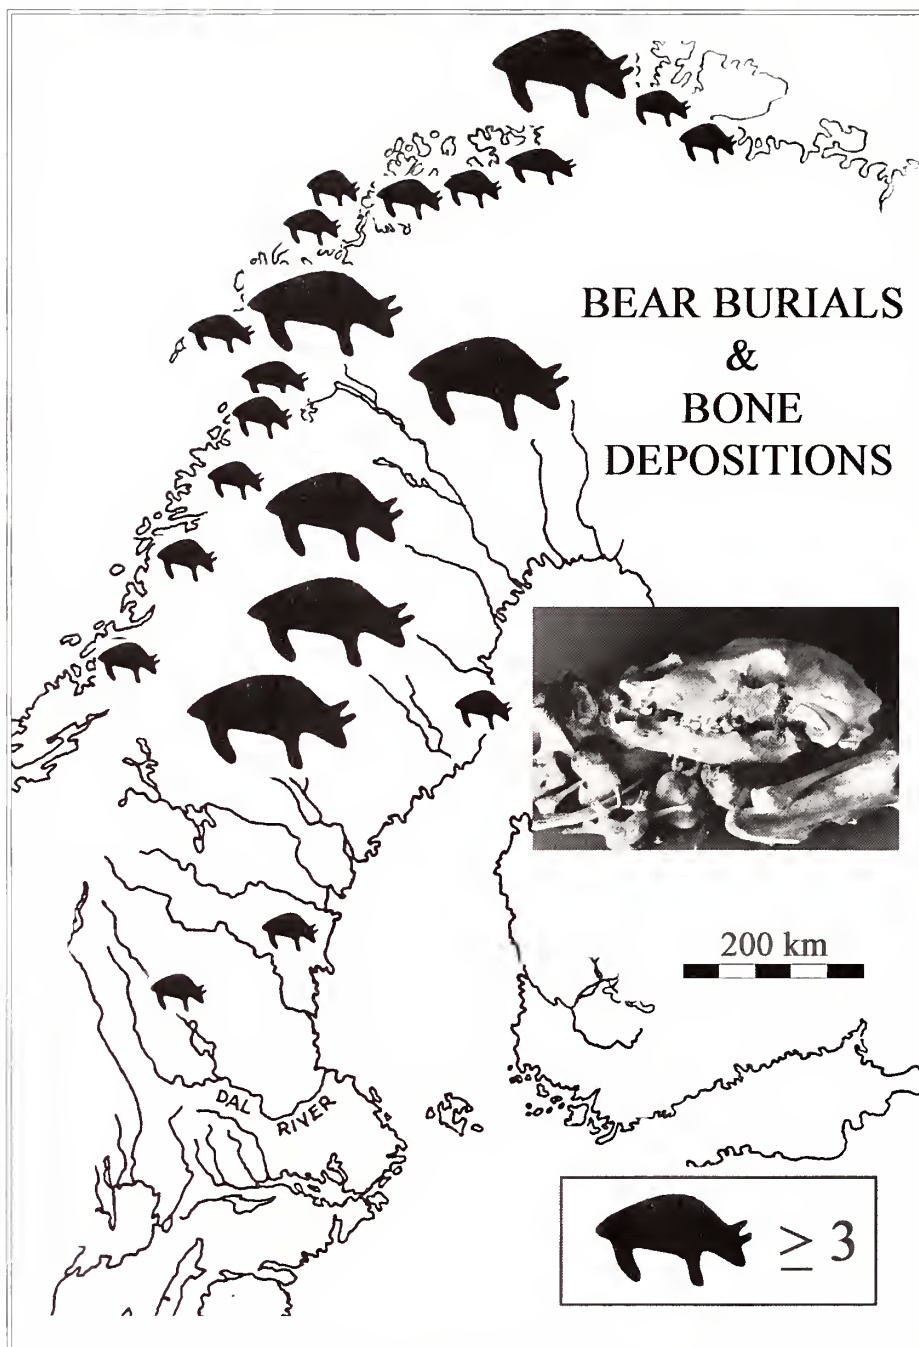 BEAR BURIALS
&
BONE
DEPOSITIONS
200 km
DAL
RIVER
≥ 3